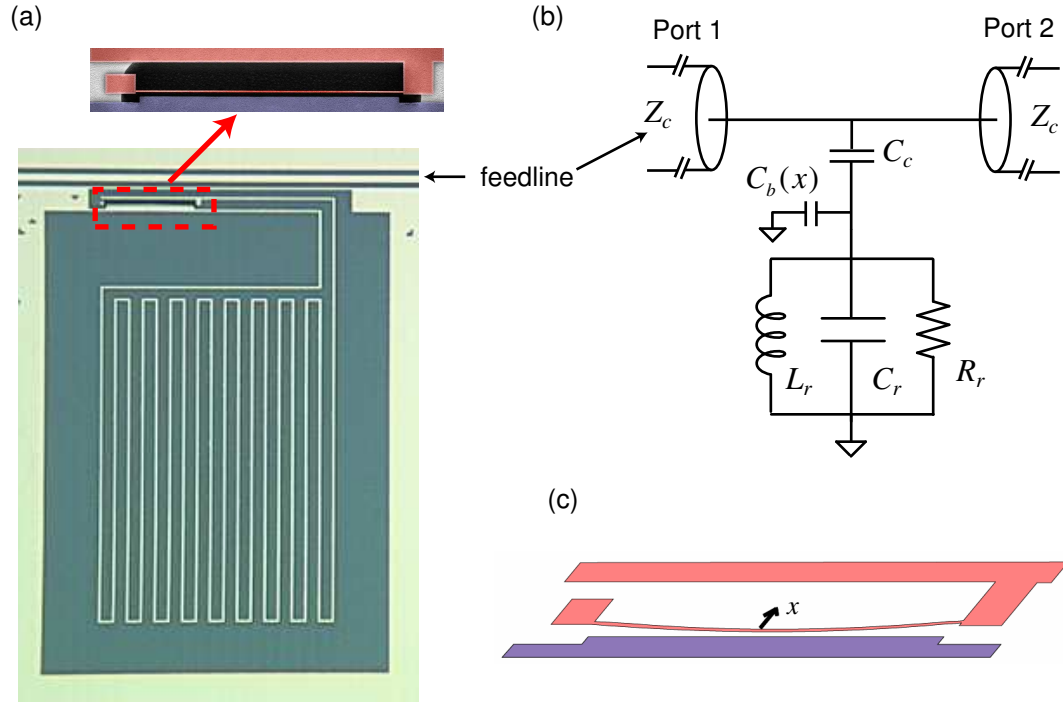 (a)
(b)
Port 1
Port 2
Z_c
Z_c
C_c
feedline
C_b(x)
L_r
C_r
R_r
(c)
x